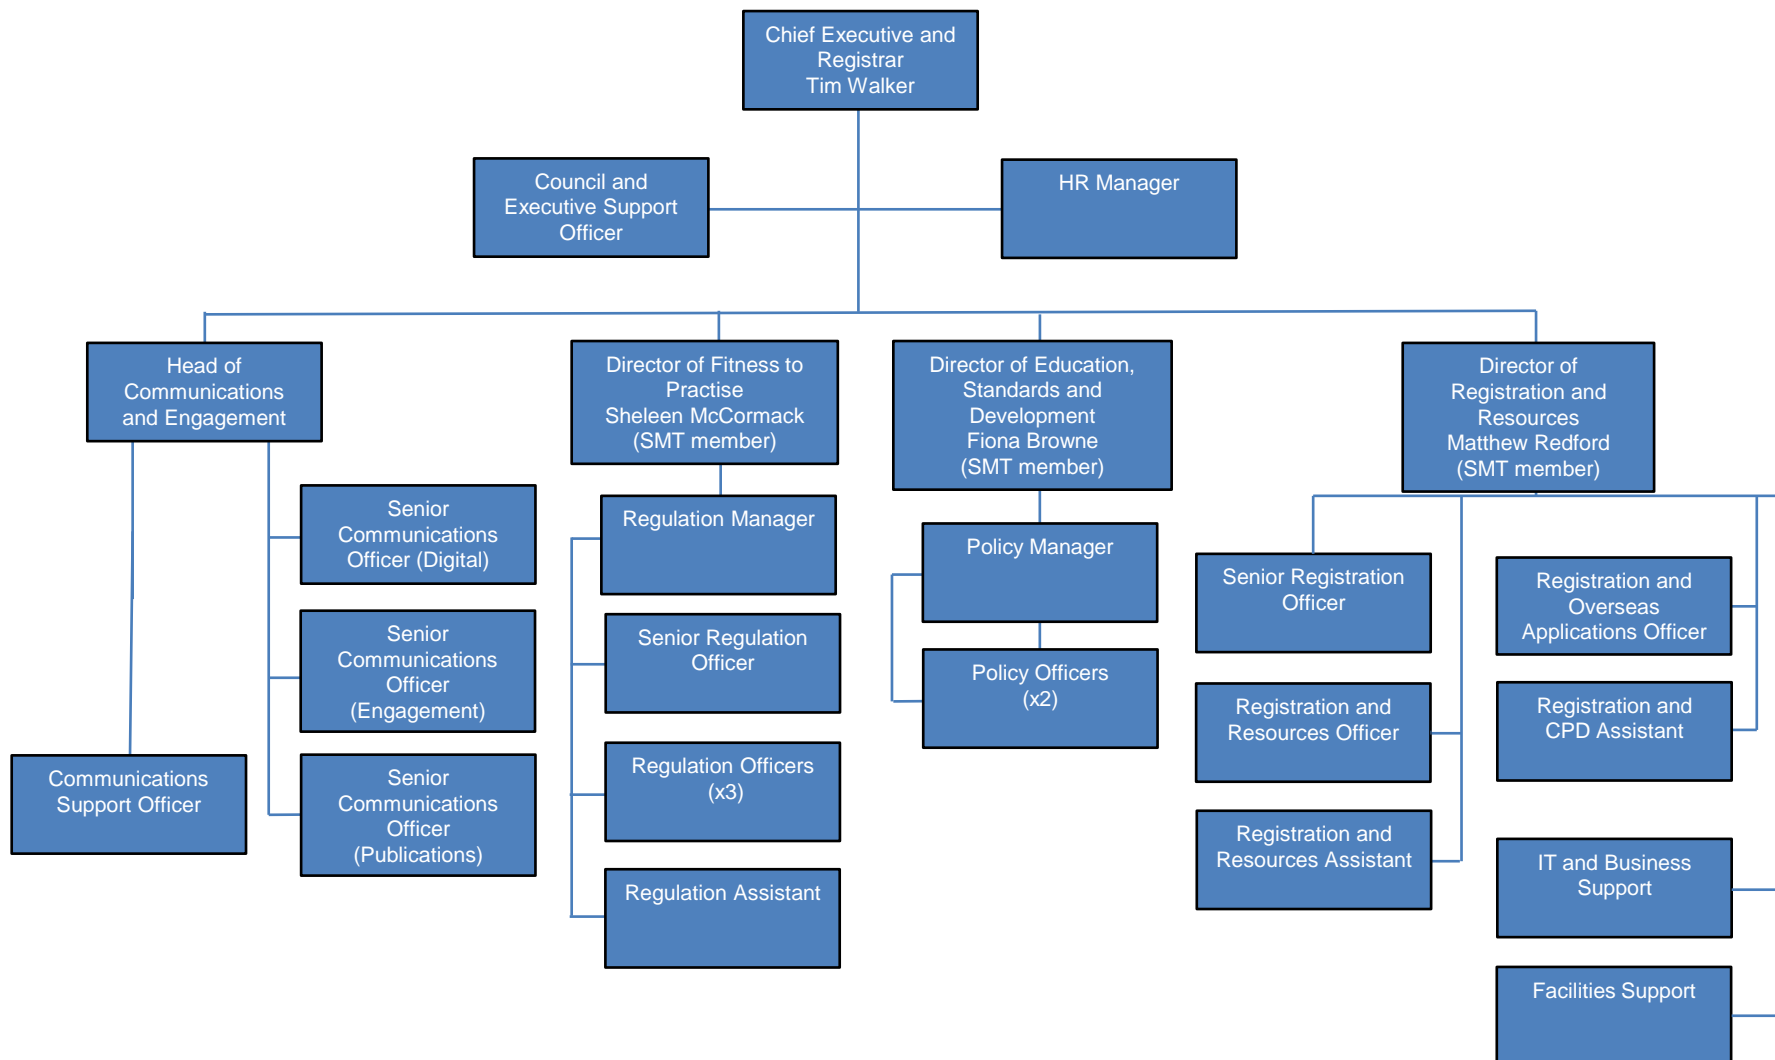 Chief Executive and
Registrar
Tim Walker
Council and
Executive Support
Officer
HR Manager
Head of
Communications
and Engagement
Director of Fitness to
Practise
Sheleen McCormack
(SMT member)
Director of Education,
Standards and
Development
Fiona Browne
(SMT member)
Director of
Registration and
Resources
Matthew Redford
(SMT member)
Senior
Communications
Officer (Digital)
Senior
Communications
Officer
(Engagement)
Senior
Communications
Officer
(Publications)
Communications
Support Officer
Regulation Manager
Senior Regulation
Officer
Regulation Officers
(x3)
Regulation Assistant
Policy Manager
Policy Officers
(x2)
Senior Registration
Officer
Registration and
Resources Officer
Registration and
Resources Assistant
Registration and
Overseas
Applications Officer
Registration and
CPD Assistant
IT and Business
Support
Facilities Support